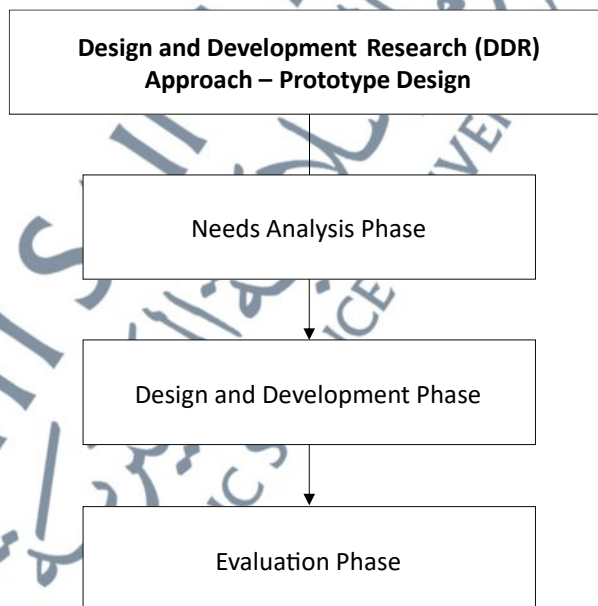 Design and Development Research (DDR)
Approach – Prototype Design
Needs Analysis Phase
Design and Development Phase
Evaluation Phase